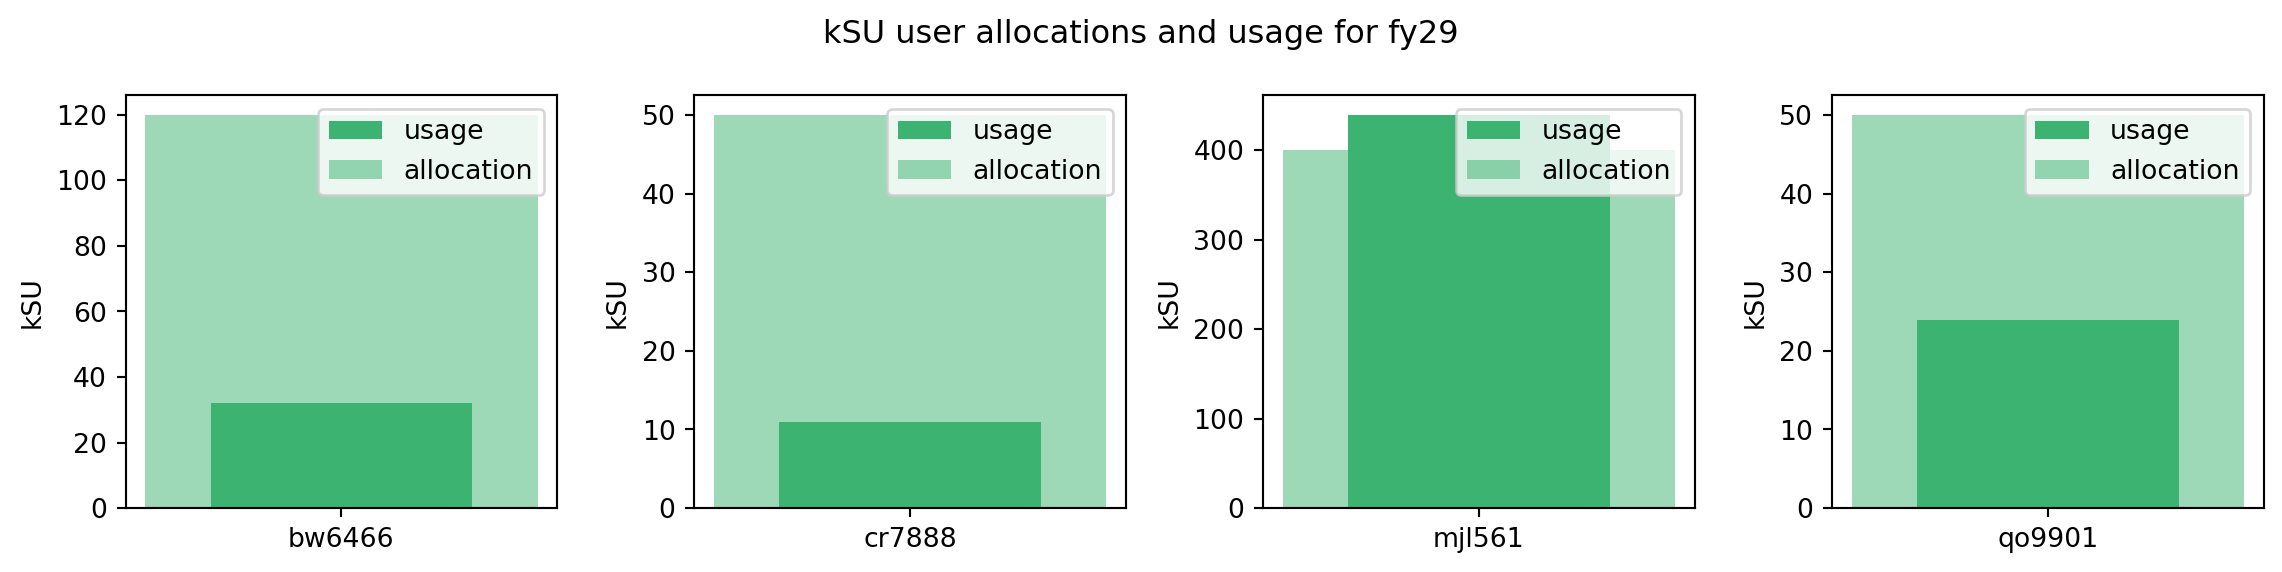 kSU user allocations and usage for fy29
kSU
120
100
80
60
40
20
0
usage
allocation
bw6466
kSU
50
40
30
20
10
0
usage
allocation
cr7888
kSU
400
300
200
100
0
usage
allocation
mjl561
kSU
50
40
30
20
10
0
usage
allocation
qo9901